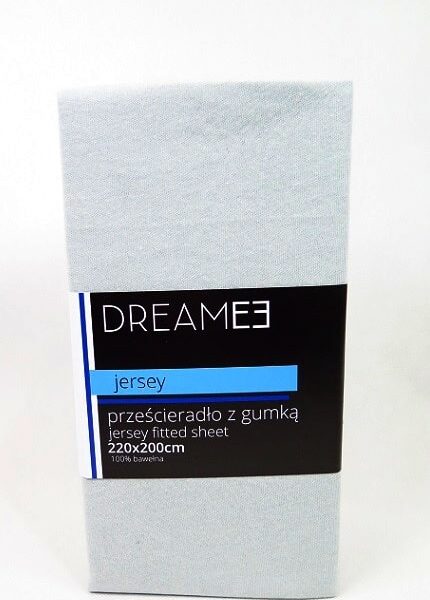 DREAMEE
jersey
prześcieradło z gumką
jersey fitted sheet
220x200cm
100% bawełna